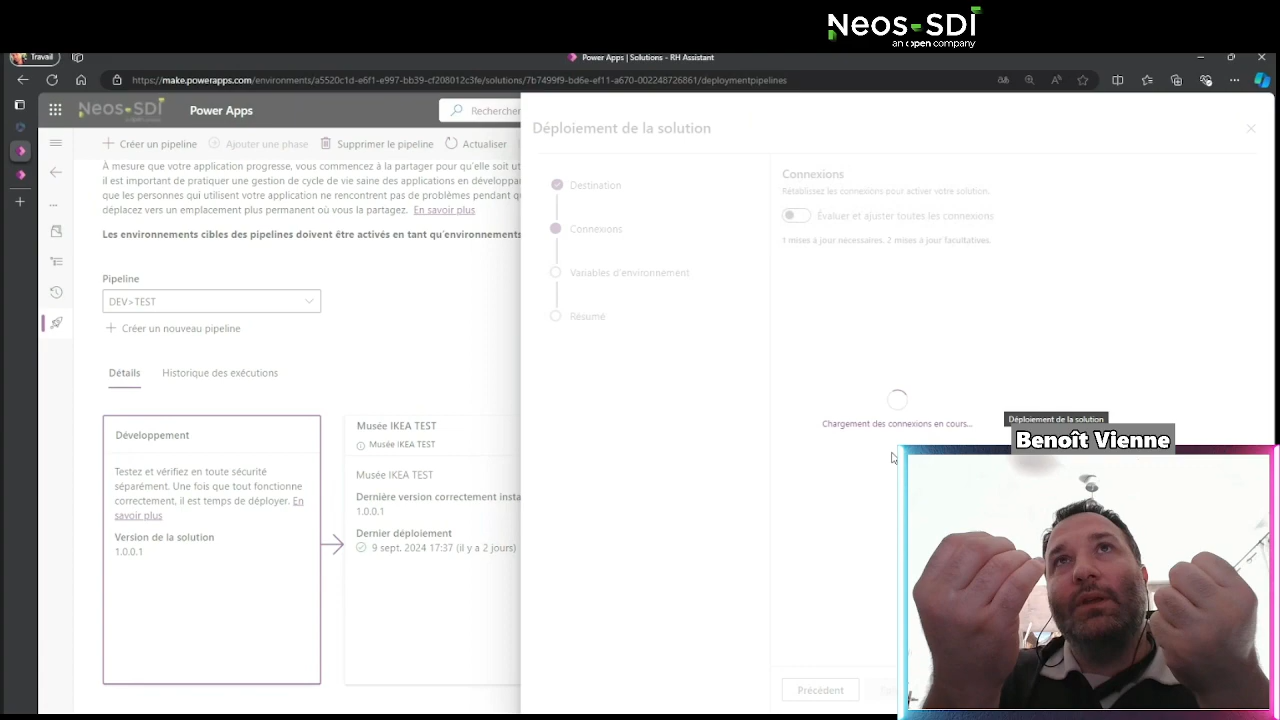 Neos-SDI
an open company
Travail
Power Apps | Solutions - RH Assistant
https://make.powerapps.com/environments/a5520c1d-e6f1-e997-bb39-cf208012c3fe/solutions/7b7499f9-bd6e-ef11-a670-002248726861/deploymentpipelines
Neos-SDI
Power Apps
Rechercher
Déploiement de la solution
Créer un pipeline
Ajouter une phase
Supprimer le pipeline
Actualiser
À mesure que votre application progresse, vous commencez à la partager pour qu'elle soit
il est important de pratiquer une gestion de cycle de vie saine des applications en
que les personnes qui utilisent votre application ne rencontrent pas de problèmes pendant
déplacez vers un emplacement plus permanent où vous la partagez. En savoir plus
Les environnements cibles des pipelines doivent être activés en tant qu'environnements
Pipeline
DEV>TEST
Créer un nouveau pipeline
Détails
Historique des exécutions
Développement
Testez et vérifiez en toute sécurité
séparément. Une fois que tout fonctionne
correctement, il est temps de déployer. En
savoir plus
Version de la solution
1.0.0.1
Musée IKEA TEST
Musée IKEA TEST
Musée IKEA TEST
Dernière version correctement
1.0.0.1
Dernier déploiement
9 sept. 2024 17:37 (il y a 2 jours)
Destination
Connexions
Variables d'environnement
Résumé
Connexions
Rétablissez les connexions pour activer votre solution.
Évaluer et ajuster toutes les connexions
1 mises à jour nécessaires, 2 mises à jour facultatives.
Chargement des connexions en cours...
Déploiement de la solution
Benoît Vienne
Précédent